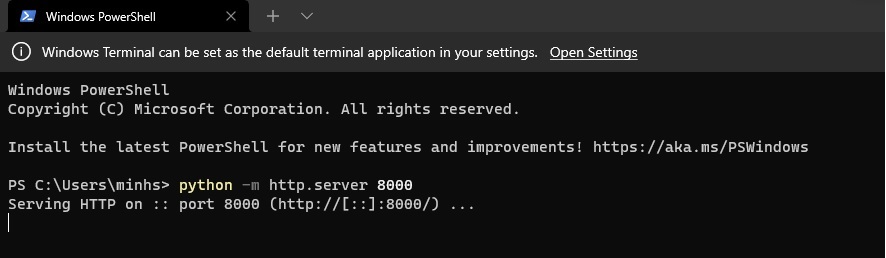 Windows PowerShell
Windows Terminal can be set as the default terminal application in your settings. Open Settings
Windows PowerShell
Copyright (C) Microsoft Corporation. All rights reserved.
Install the latest PowerShell for new features and improvements! https://aka.ms/PSWindows
PS C:\Users\minhs> python -m http.server 8000
Serving HTTP on :: port 8000 (http://[::]:8000/) ...